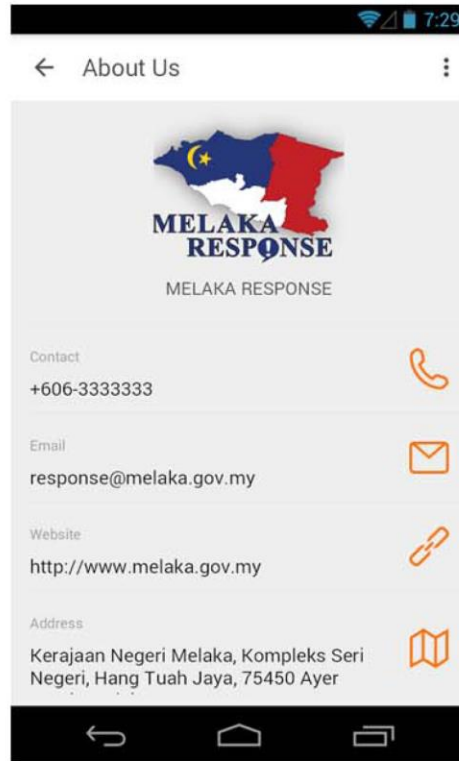 7:29
About Us
MELAKA
RESPONSE
MELAKA RESPONSE
Contact
+606-3333333
Email
response@melaka.gov.my
Website
http://www.melaka.gov.my
Address
Kerajaan Negeri Melaka, Kompleks Seri
Negeri, Hang Tuah Jaya, 75450 Ayer